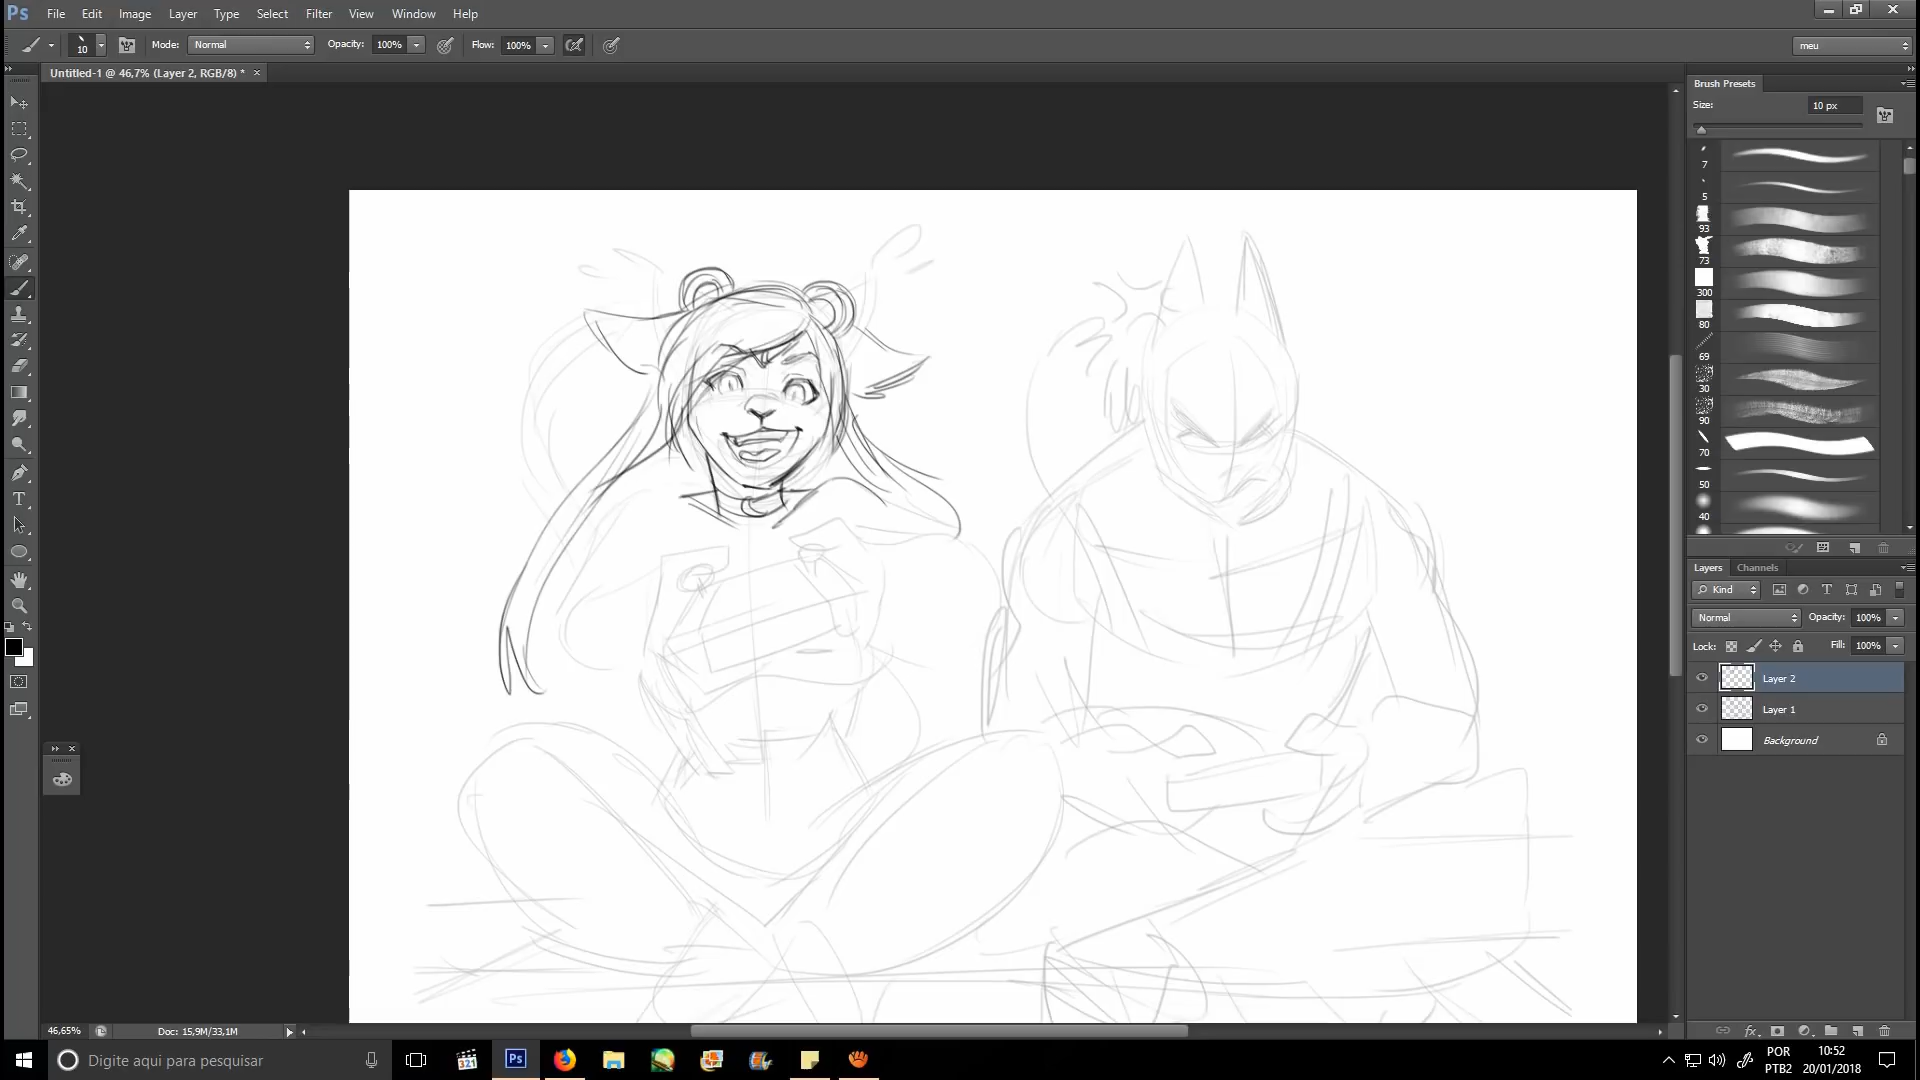 Ps File Edit Image Layer Type Select Filter 3D View Window Help
10 Mode: Normal Opacity: 100% Flow: 100% meu
Untitled-1 @ 46,7% (Layer 2, RGB/8) * ×
Brush Presets
Size: 10 px
7
5
93
73
300
80
69
30
90
70
50
40
Layers Channels
Kind
Normal Opacity: 100%
Lock: Fill: 100%
Layer 2
Layer 1
Background
46,65% Doc: 15,9M/33,1M
Digite aqui para pesquisar 321 Ps
POR
PTB2
10:52
20/01/2018